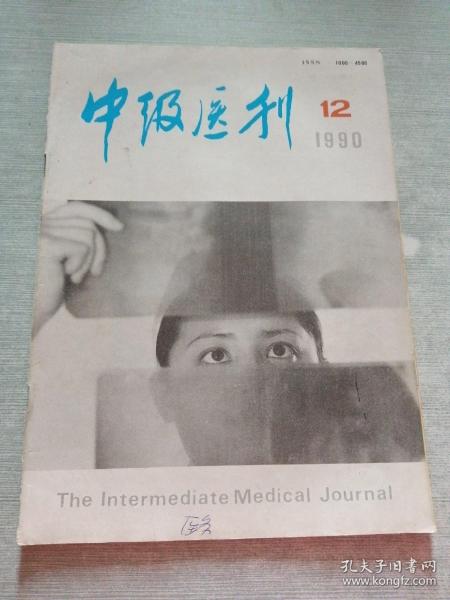 ISSN 1000-4580
中级医刊
12
1990
The Intermediate Medical Journal
孔夫子旧书网
www.kongfz.com